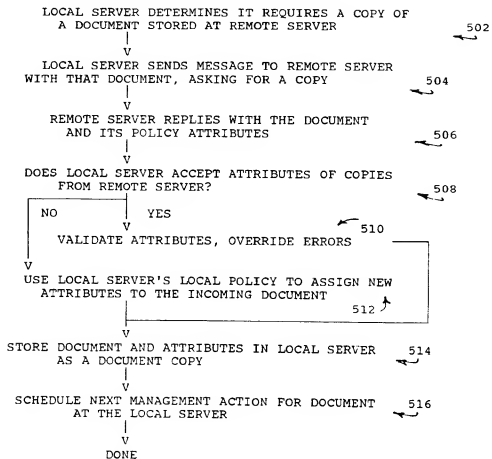 LOCAL SERVER DETERMINES IT REQUIRES A COPY OF
A DOCUMENT STORED AT REMOTE SERVER
502
V
LOCAL SERVER SENDS MESSAGE TO REMOTE SERVER
WITH THAT DOCUMENT, ASKING FOR A COPY
504
V
REMOTE SERVER REPLIES WITH THE DOCUMENT
AND ITS POLICY ATTRIBUTES
506
V
DOES LOCAL SERVER ACCEPT ATTRIBUTES OF COPIES
FROM REMOTE SERVER?
508
NO YES
510
V
VALIDATE ATTRIBUTES, OVERRIDE ERRORS
V
USE LOCAL SERVER'S LOCAL POLICY TO ASSIGN NEW
ATTRIBUTES TO THE INCOMING DOCUMENT
512
V
STORE DOCUMENT AND ATTRIBUTES IN LOCAL SERVER
AS A DOCUMENT COPY
514
V
SCHEDULE NEXT MANAGEMENT ACTION FOR DOCUMENT
AT THE LOCAL SERVER
516
V
DONE